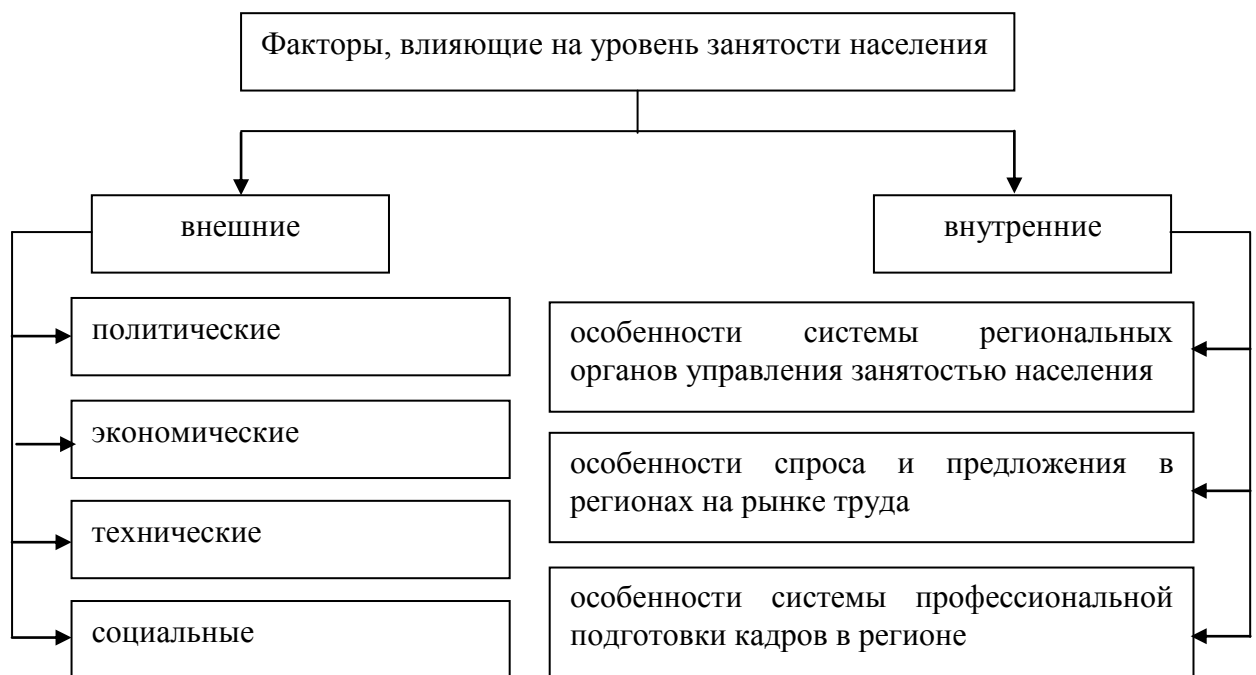 Факторы, влияющие на уровень занятости населения
внешние
внутренние
политические
экономические
технические
социальные
особенности системы региональных
органов управления занятостью населения
особенности спроса и предложения в
регионах на рынке труда
особенности системы профессиональной
подготовки кадров в регионе